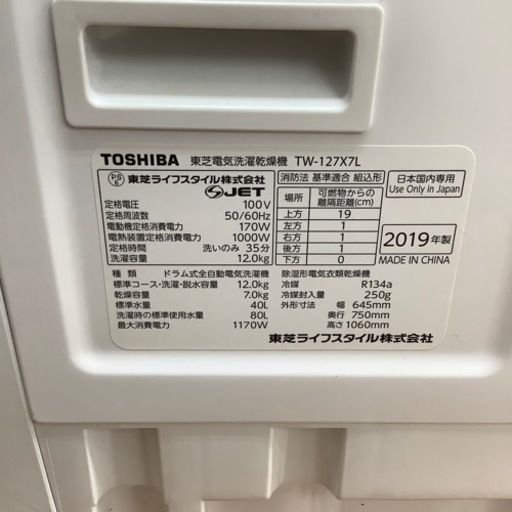 TOSHIBA 東芝電気洗濯乾燥機 TW-127X7L
PS E 東芝ライフスタイル株式会社
JET
定格電圧 100V
定格周波数 50/60Hz
電動機定格消費電力 170W
電熱装置定格消費電力 1000W
定格時間 洗いのみ 35分
洗濯容量 12.0kg
消防法 基準適合 組込形
場所 可燃物からの離隔距離(cm)
上方 19
左方 1
右方 1
後方 1
下方 0
日本国内専用
Use Only in Japan
2019年製
MADE IN CHINA
種類 ドラム式全自動電気洗濯機
標準コース・洗濯・脱水容量 12.0kg
乾燥容量 7.0kg
標準水量 40L
洗濯時の標準使用水量 80L
最大消費電力 1170W
除湿形電気衣類乾燥機
冷媒 R134a
冷媒封入量 250g
外形寸法 幅 645mm
奥行 750mm
高さ 1060mm
東芝ライフスタイル株式会社